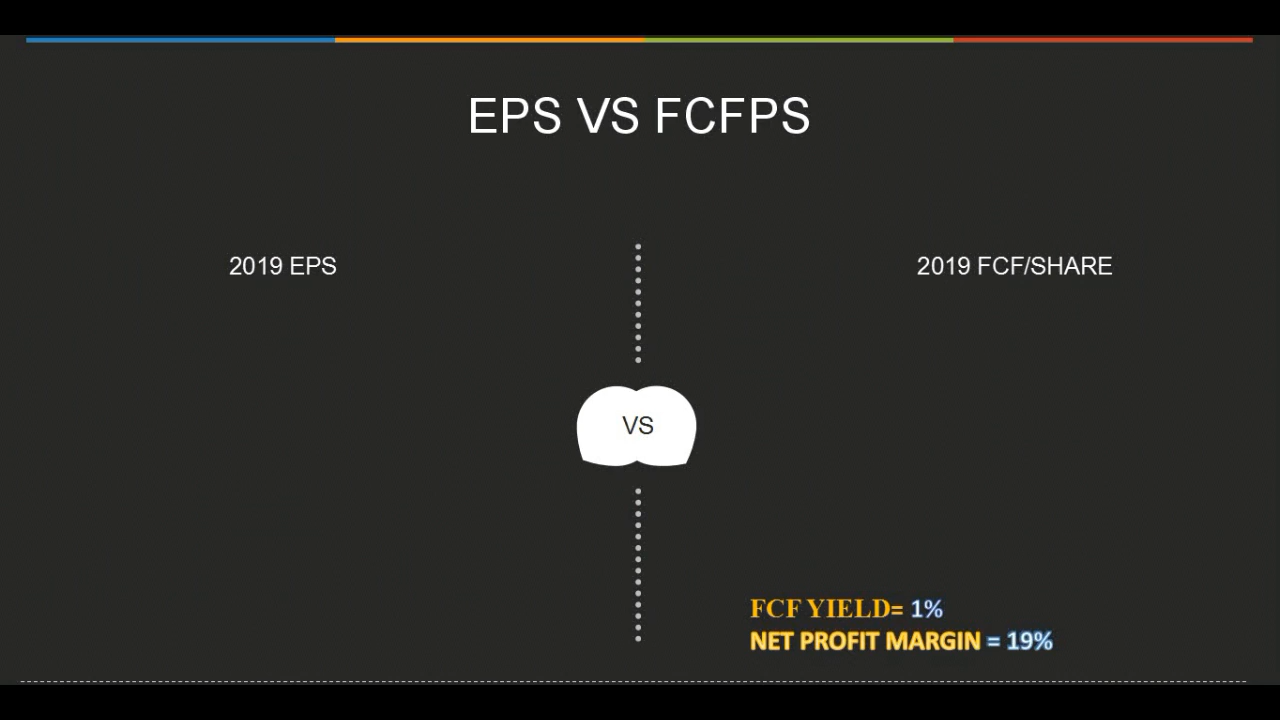 EPS VS FCFPS
2019 EPS
2019 FCF/SHARE
VS
FCF YIELD= 1%
NET PROFIT MARGIN = 19%